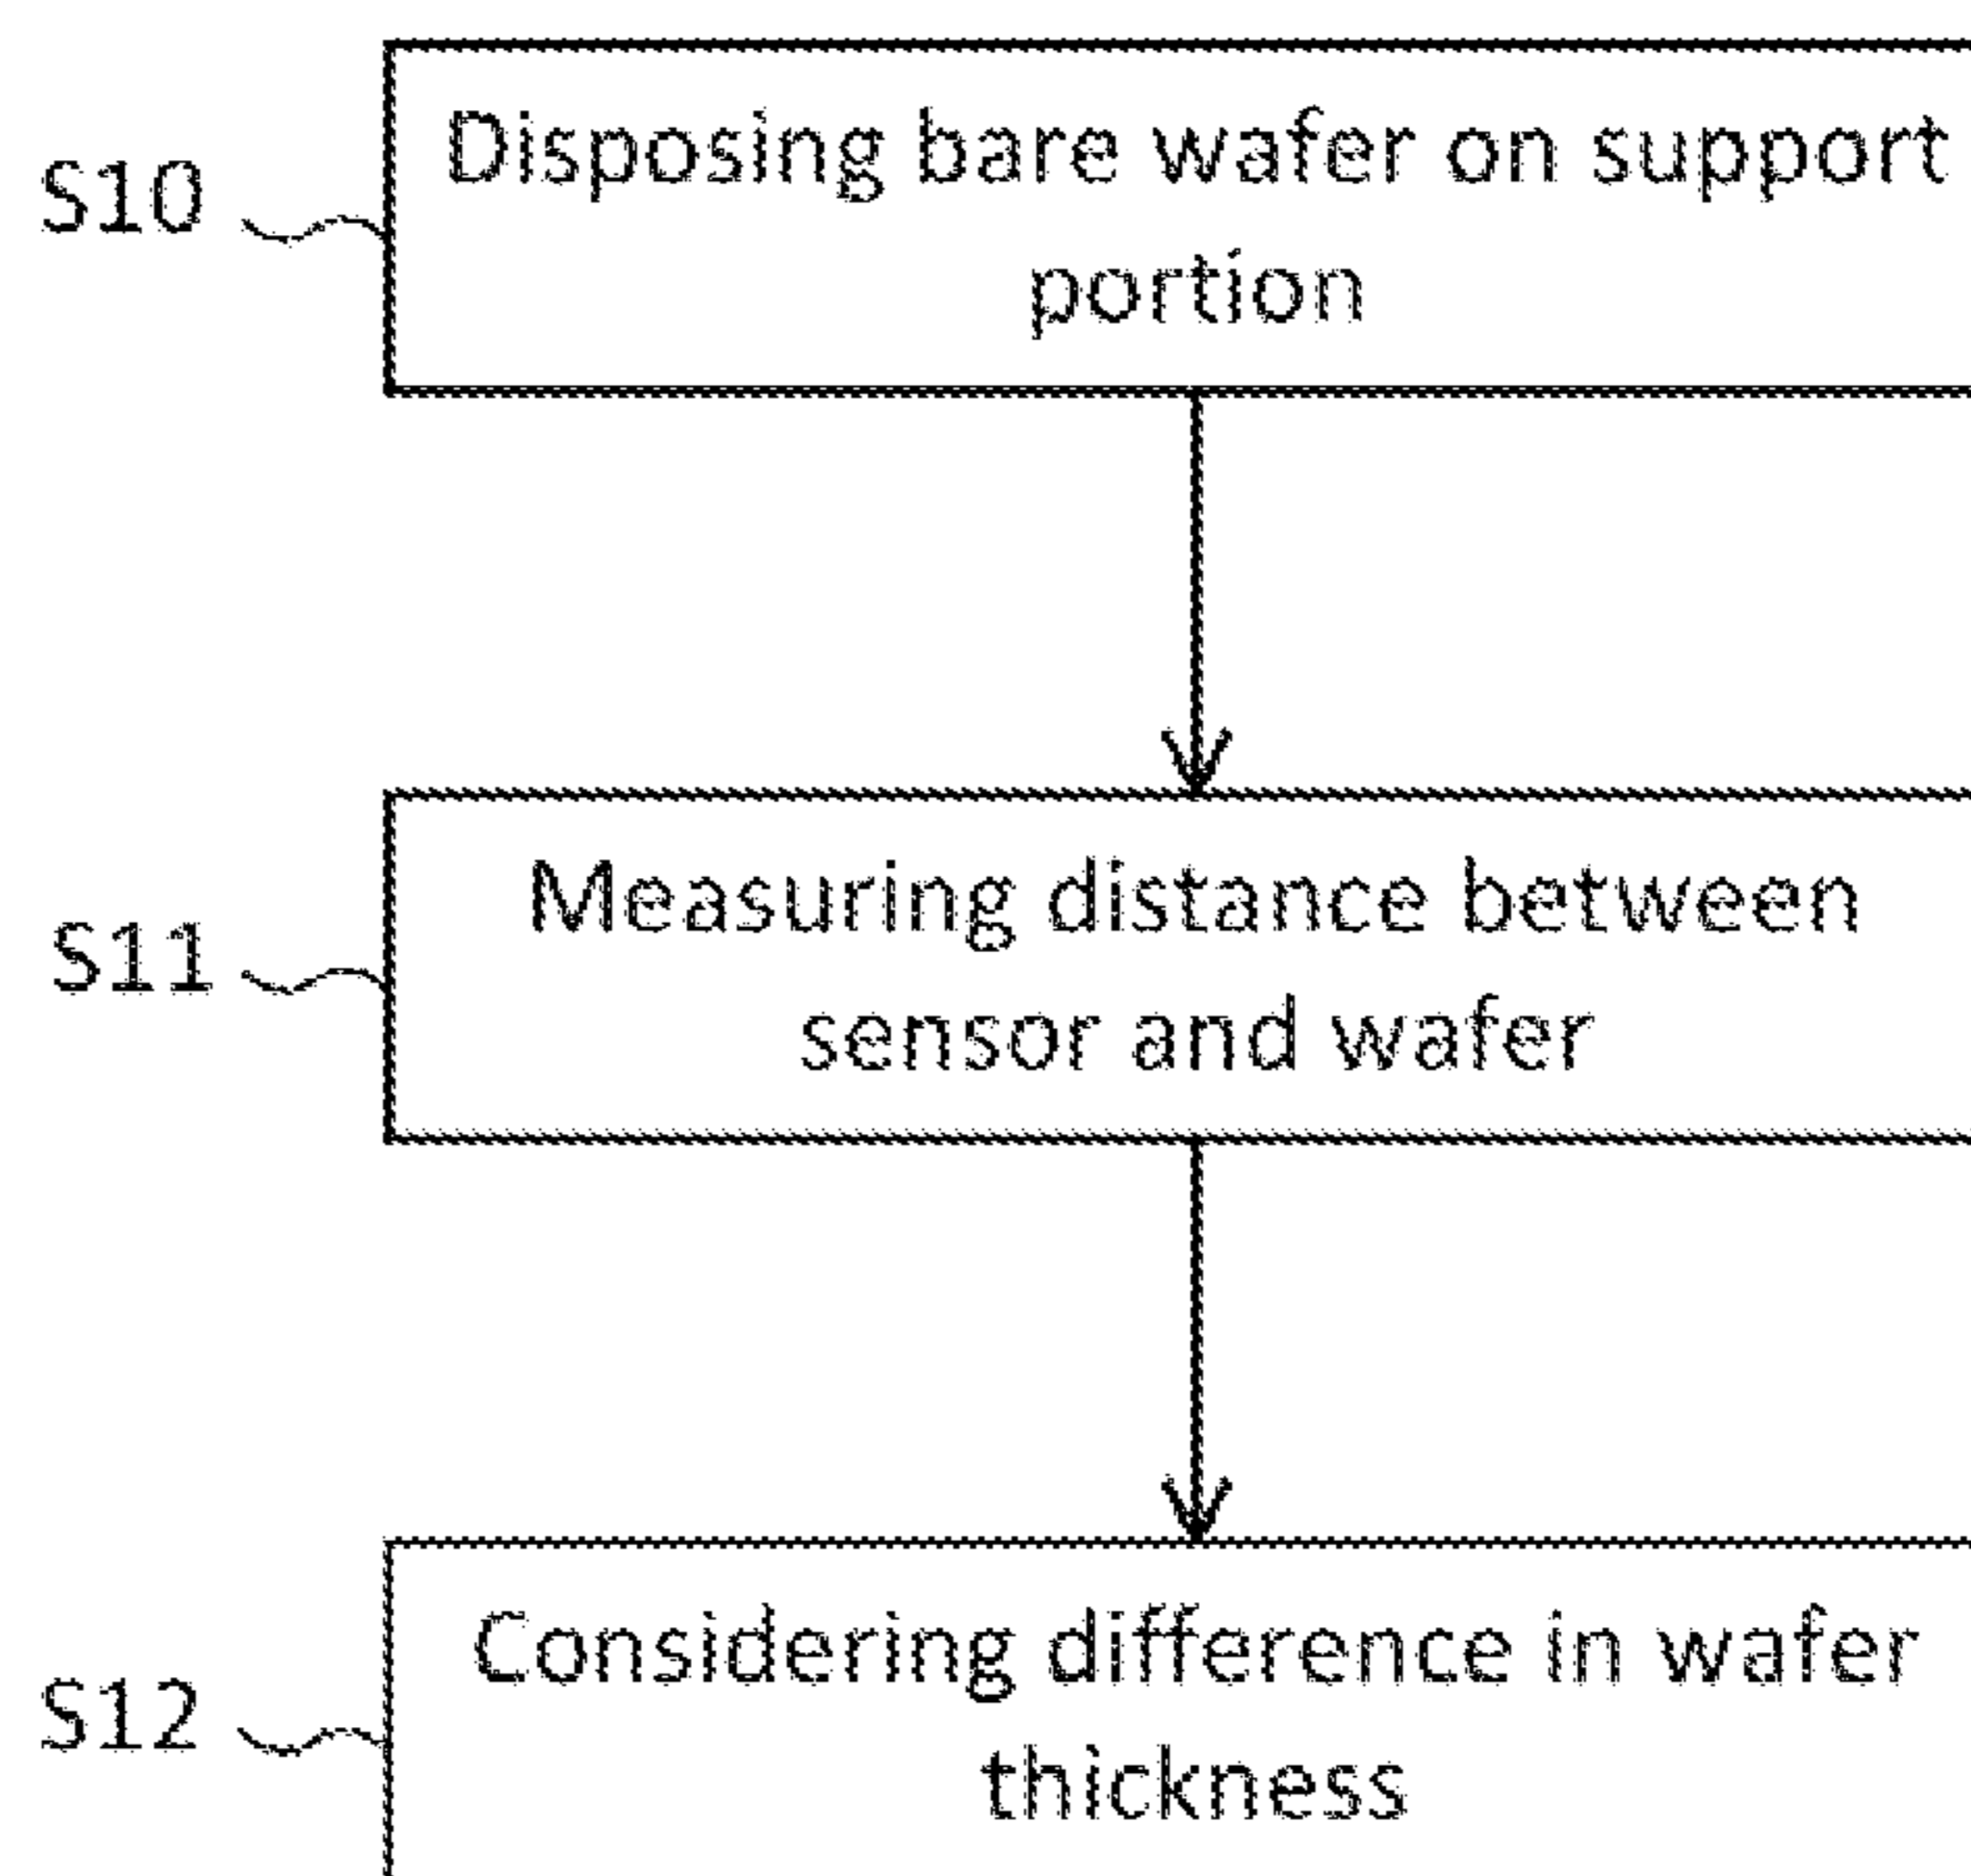 Disposing bare wafer on support
S10
portion
Measuring distance between
S11
sensor and wafer
Considering difference in wafer
S12
thickness